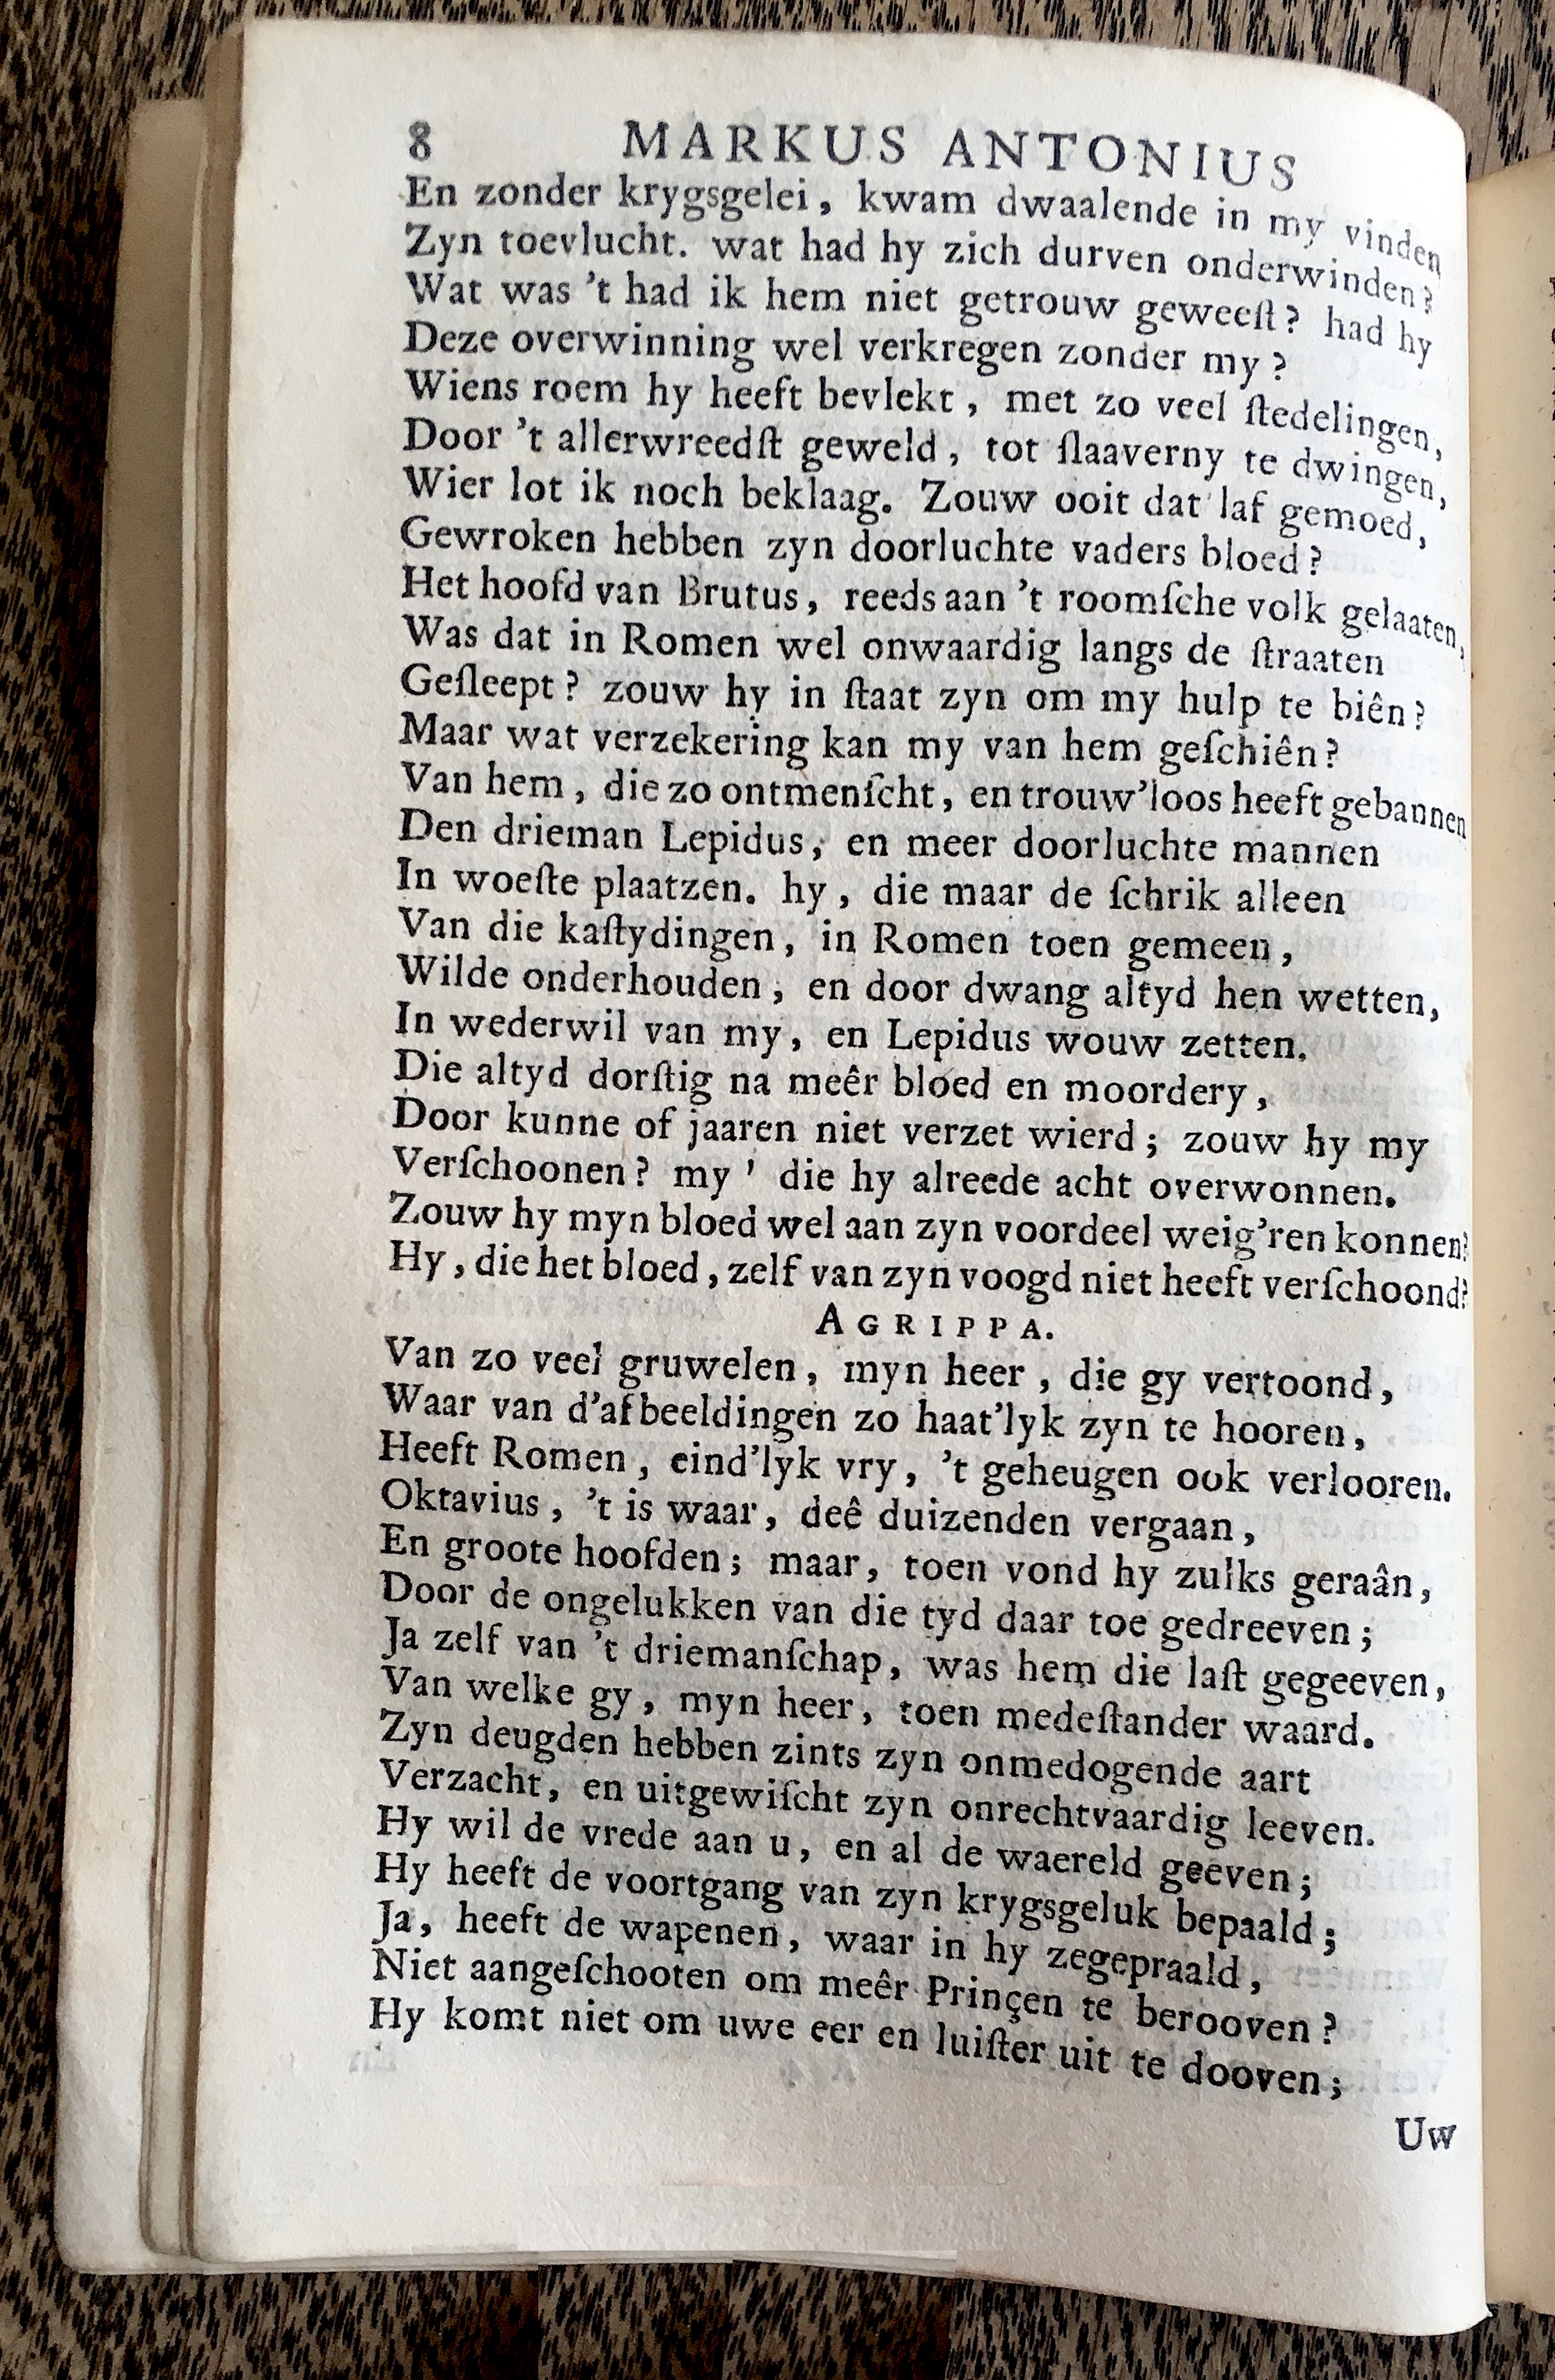 8 MARKUS ANTONIUS
En zonder krygsgelei, kwam dwaalende in my vinden
Zyn toevlucht. wat had hy zich durven onderwinden?
Wat was 't had ik hem niet getrouw geweeſt? had hy
Deze overwinning wel verkregen zonder my?
Wiens roem hy heeft bevlekt, met zo veel ſtedelingen,
Door 't allerwreedſt geweld, tot ſlaaverny te dwingen,
Wier lot ik noch beklaag. Zouw ooit dat laf gemoed,
Gewroken hebben zyn doorluchte vaders bloed?
Het hoofd van Brutus, reeds aan 't roomſche volk gelaaten,
Was dat in Romen wel onwaardig langs de ſtraaten
Geſleept? zouw hy in ſtaat zyn om my hulp te biên?
Maar wat verzekering kan my van hem geſchiên?
Van hem, die zo ontmenſcht, en trouw'loos heeft gebannen
Den drieman Lepidus, en meer doorluchte mannen
In woeſte plaatzen. hy, die maar de ſchrik alleen
Van die kaſtydingen, in Romen toen gemeen,
Wilde onderhouden, en door dwang altyd hen wetten,
In wederwil van my, en Lepidus wouw zetten.
Die altyd dorſtig na meêr bloed en moordery,
Door kunne of jaaren niet verzet wierd; zouw hy my
Verſchoonen? my ' die hy alreede acht overwonnen.
Zouw hy myn bloed wel aan zyn voordeel weig'ren konnen?
Hy, die het bloed, zelf van zyn voogd niet heeft verſchoond?
AGRIPPA.
Van zo veel gruwelen, myn heer, die gy vertoond,
Waar van d'afbeeldingen zo haat'lyk zyn te hooren,
Heeft Romen, eind'lyk vry, 't geheugen ook verlooren.
Oktavius, 't is waar, deê duizenden vergaan,
En groote hoofden; maar, toen vond hy zulks geraân,
Door de ongelukken van die tyd daar toe gedreeven;
Ja zelf van 't driemanſchap, was hem die laſt gegeeven,
Van welke gy, myn heer, toen medeſtander waard.
Zyn deugden hebben zints zyn onmedogende aart
Verzacht, en uitgewiſcht zyn onrechtvaardig leeven.
Hy wil de vrede aan u, en al de waereld geeven;
Hy heeft de voortgang van zyn krygsgeluk bepaald;
Ja, heeft de wapenen, waar in hy zegepraald,
Niet aangeſchooten om meêr Prinçen te berooven?
Hy komt niet om uwe eer en luiſter uit te dooven;
Uw